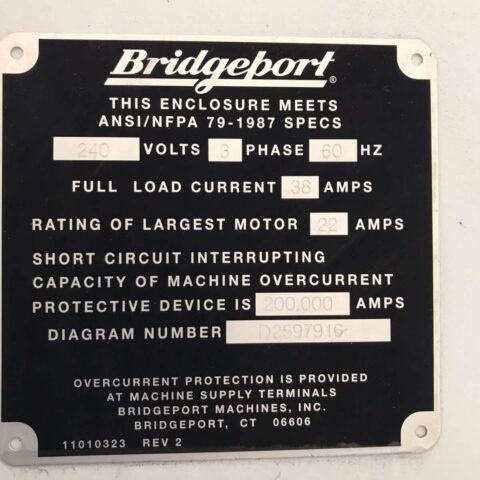 Bridgeport®
THIS ENCLOSURE MEETS
ANSI/NFPA 79-1987 SPECS
240 VOLTS 3 PHASE 60 HZ
FULL LOAD CURRENT 38 AMPS
RATING OF LARGEST MOTOR 22 AMPS
SHORT CIRCUIT INTERRUPTING
CAPACITY OF MACHINE OVERCURRENT
PROTECTIVE DEVICE IS 200,000 AMPS
DIAGRAM NUMBER D2597916
OVERCURRENT PROTECTION IS PROVIDED
AT MACHINE SUPPLY TERMINALS
BRIDGEPORT MACHINES, INC.
BRIDGEPORT, CT 06606
11010323 REV 2